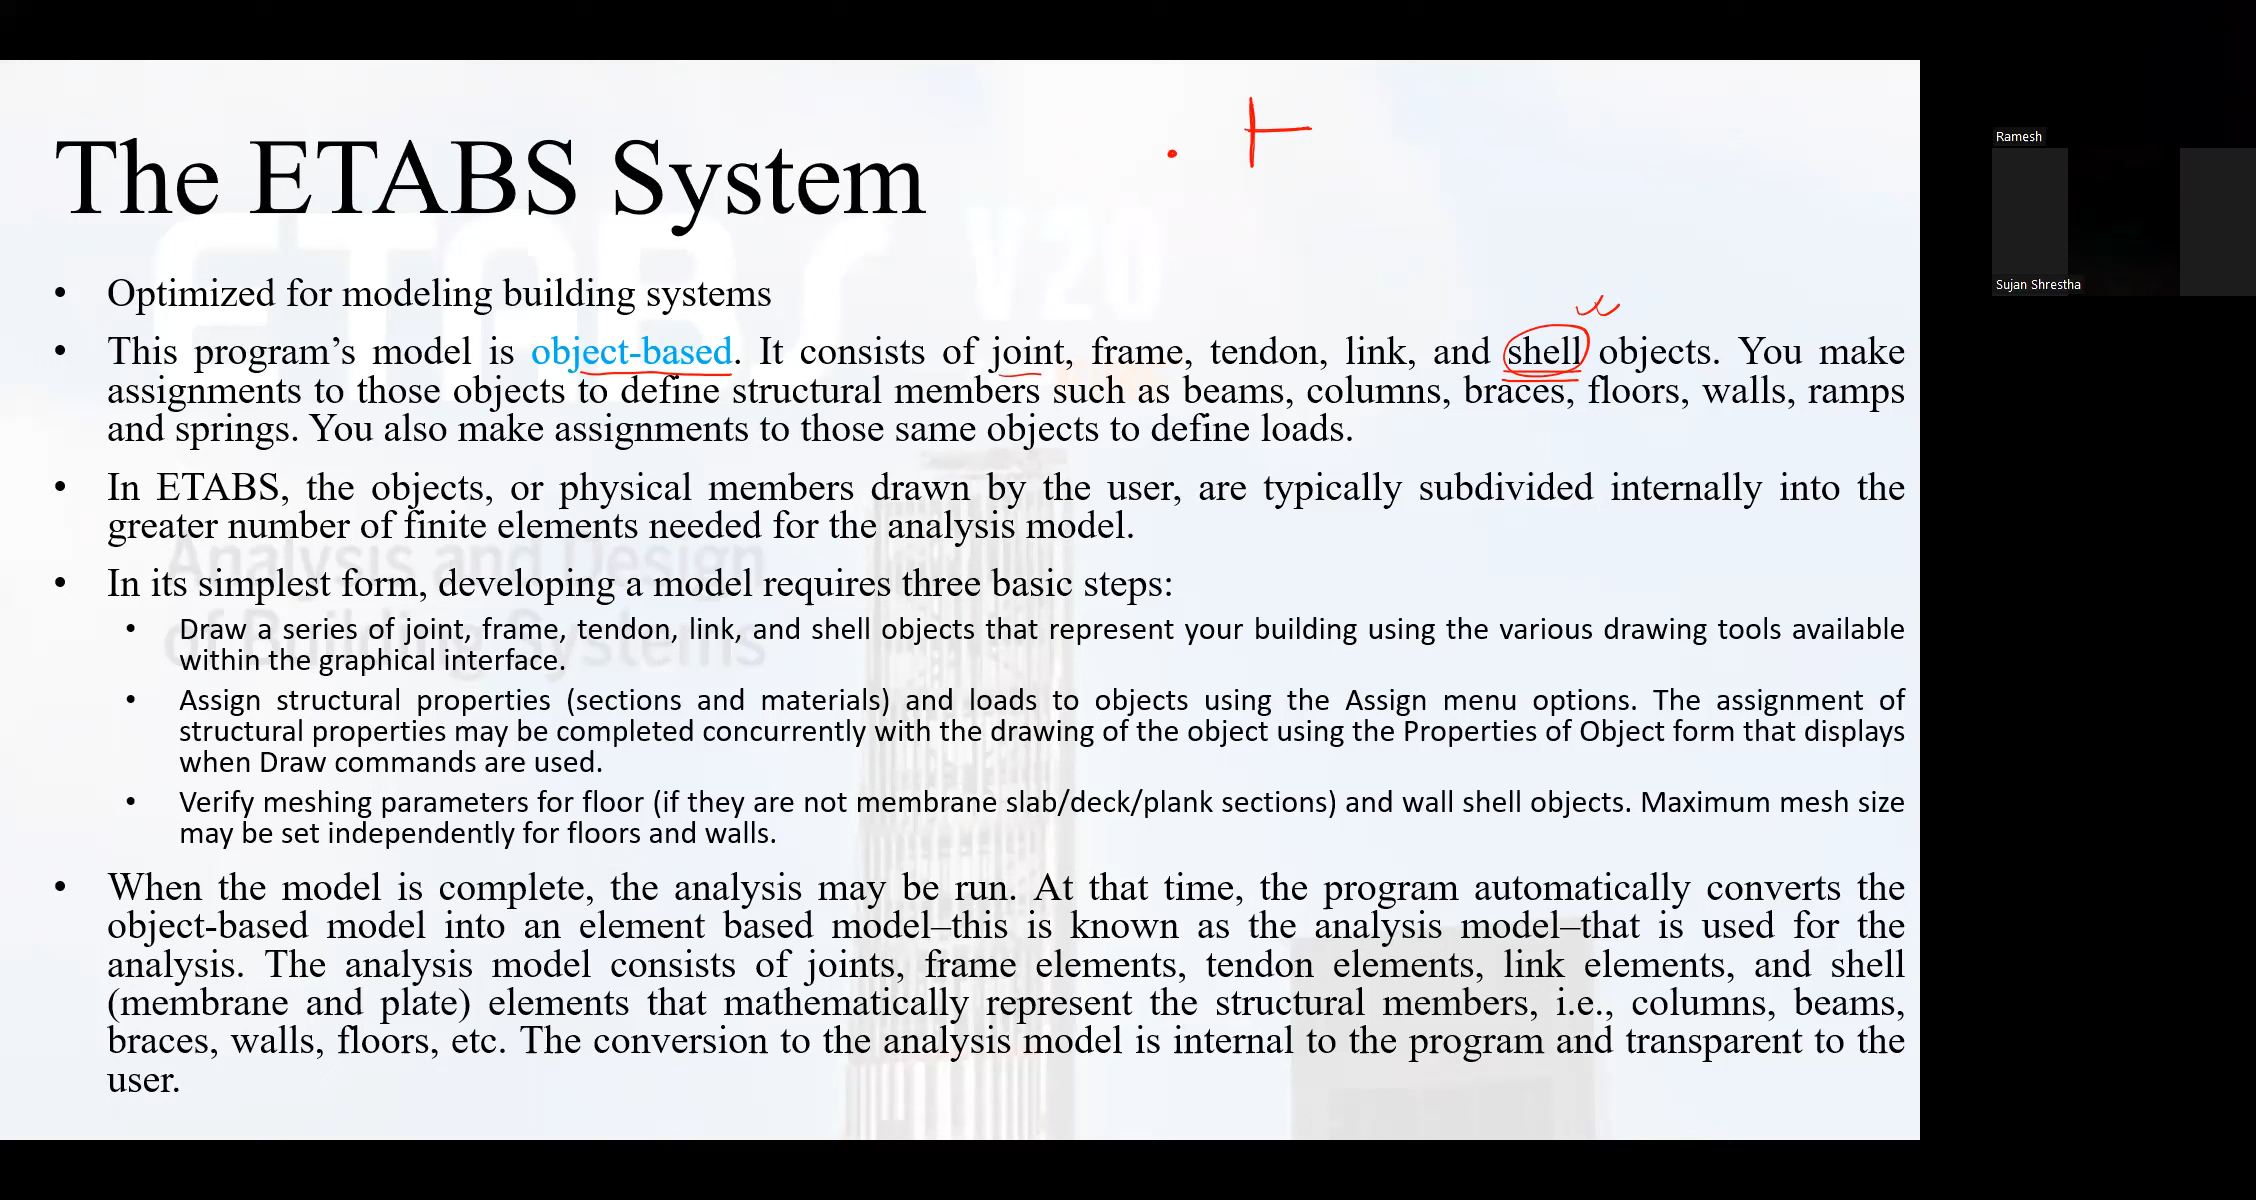 The ETABS System
ETABS V20
Analysis and Design
of Building Systems
• Optimized for modeling building systems
• This program’s model is object-based. It consists of joint, frame, tendon, link, and shell objects. You make
assignments to those objects to define structural members such as beams, columns, braces, floors, walls, ramps
and springs. You also make assignments to those same objects to define loads.
• In ETABS, the objects, or physical members drawn by the user, are typically subdivided internally into the
greater number of finite elements needed for the analysis model.
• In its simplest form, developing a model requires three basic steps:
• Draw a series of joint, frame, tendon, link, and shell objects that represent your building using the various drawing tools available
within the graphical interface.
• Assign structural properties (sections and materials) and loads to objects using the Assign menu options. The assignment of
structural properties may be completed concurrently with the drawing of the object using the Properties of Object form that displays
when Draw commands are used.
• Verify meshing parameters for floor (if they are not membrane slab/deck/plank sections) and wall shell objects. Maximum mesh size
may be set independently for floors and walls.
• When the model is complete, the analysis may be run. At that time, the program automatically converts the
object-based model into an element based model–this is known as the analysis model–that is used for the
analysis. The analysis model consists of joints, frame elements, tendon elements, link elements, and shell
(membrane and plate) elements that mathematically represent the structural members, i.e., columns, beams,
braces, walls, floors, etc. The conversion to the analysis model is internal to the program and transparent to the
user.
Ramesh
Sujan Shrestha